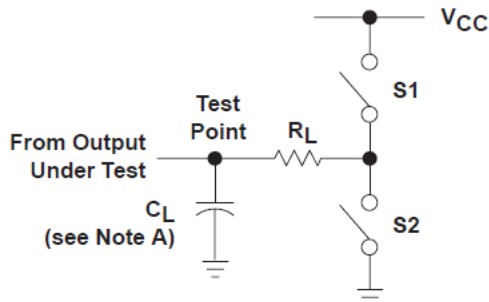 VCC
S1
Test
Point
RL
From Output
Under Test
CL
(see Note A)
S2